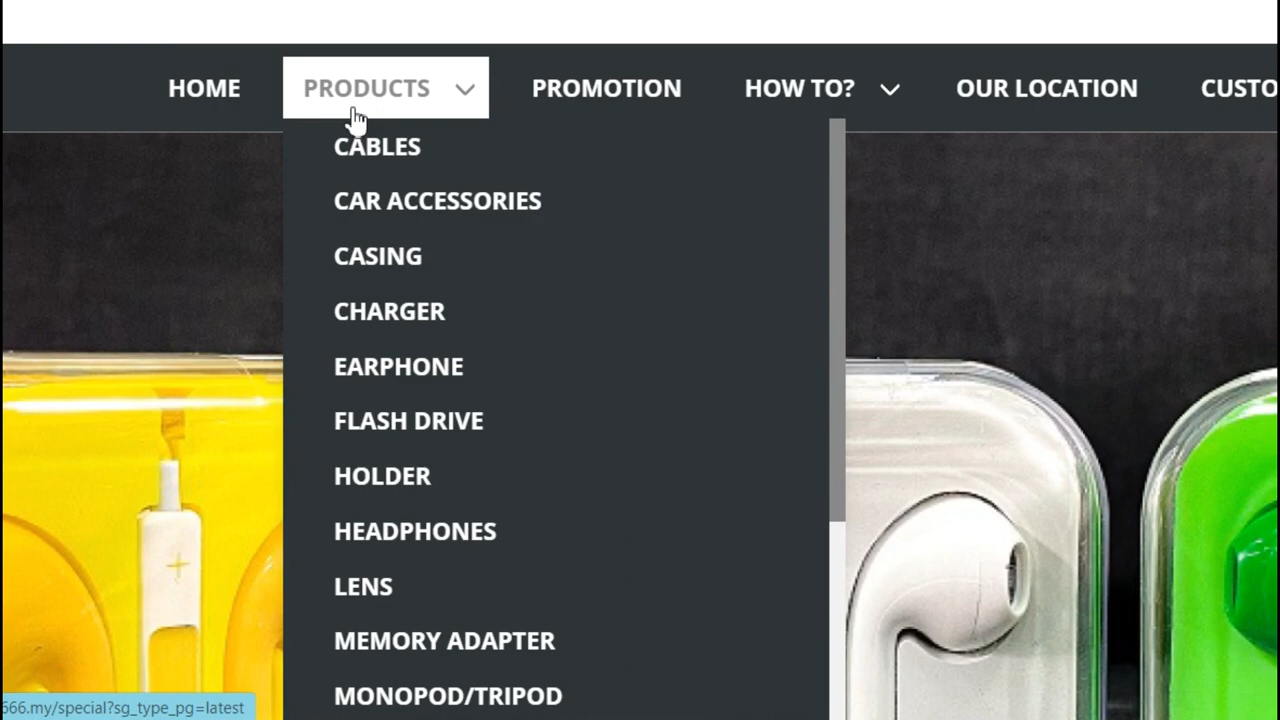 HOME PRODUCTS PROMOTION HOW TO? OUR LOCATION CUSTO
CABLES
CAR ACCESSORIES
CASING
CHARGER
EARPHONE
FLASH DRIVE
HOLDER
HEADPHONES
LENS
MEMORY ADAPTER
MONOPOD/TRIPOD
666.my/special?sg_type_pg=latest